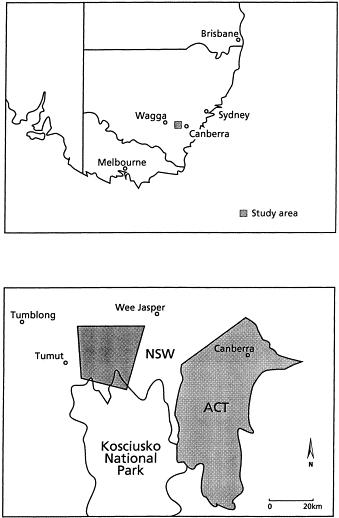 Brisbane
Wagga
Sydney
Canberra
Melbourne
Study area
Tumblong
Wee Jasper
Tumut
NSW
Canberra
ACT
Kosciusko
National
Park
N
0 20km